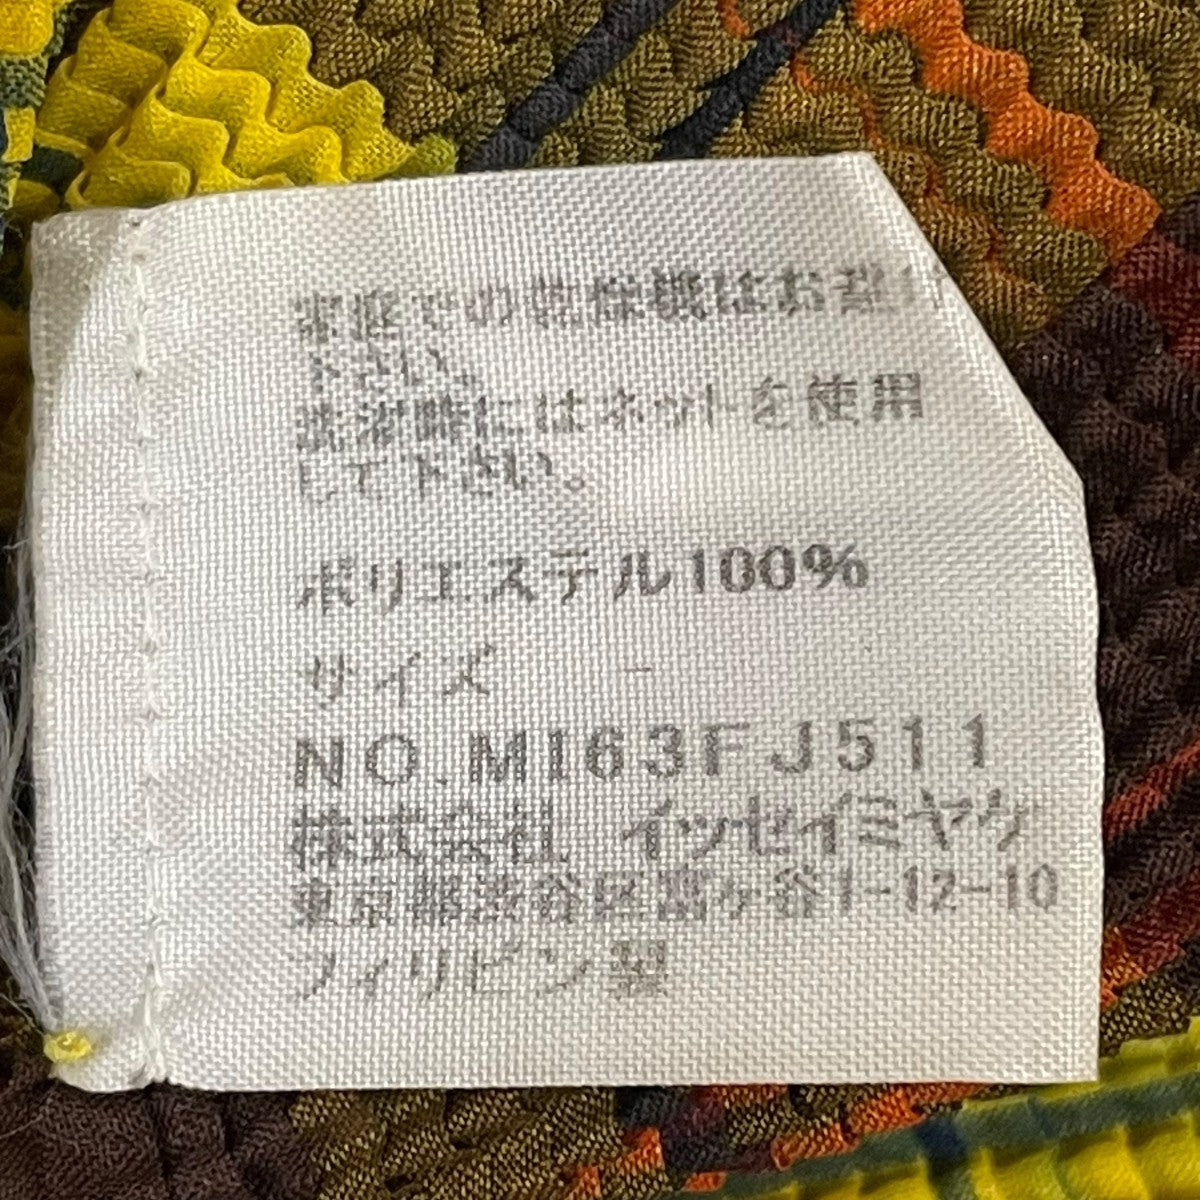 家庭での乾燥機はお避け
下さい。
洗濯時にはネットを使用
して下さい。
ポリエステル100%
サイズ -
NO.MI63FJ511
株式会社 イッセイミヤケ
東京都渋谷区富ヶ谷1-12-10
フィリピン製